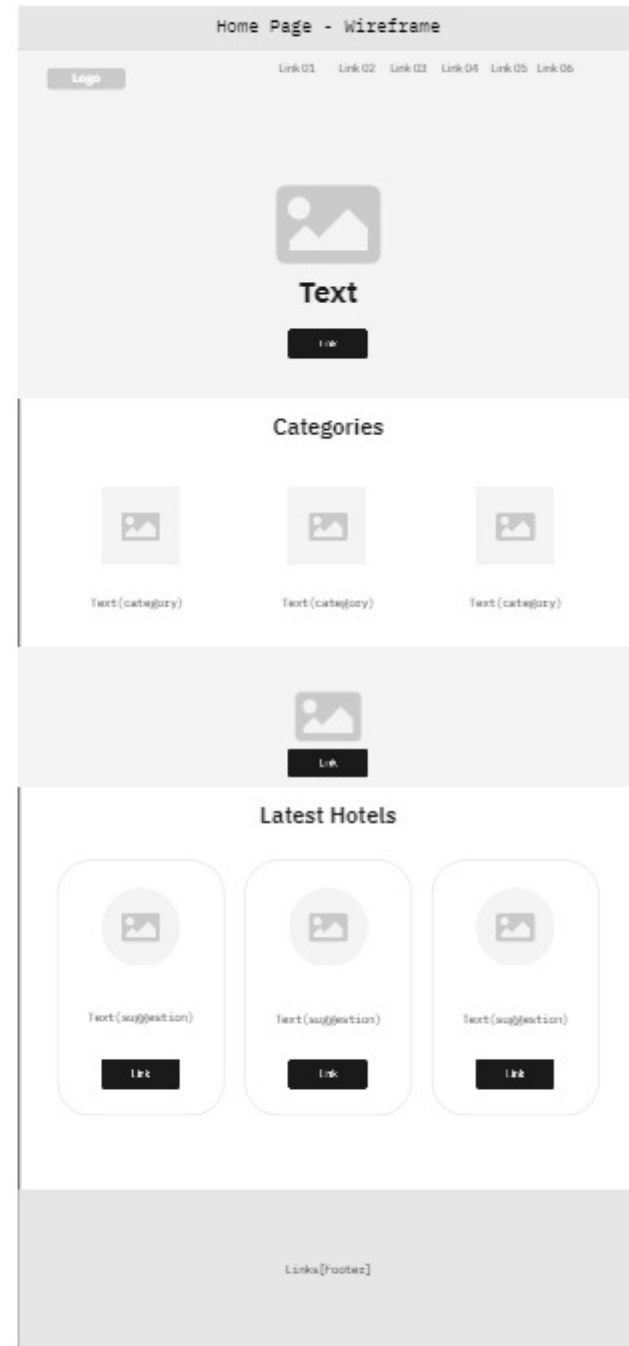 Home Page - Wireframe
Logo
Link 01 Link 02 Link 03 Link 04 Link 05 Link 06
Text
Link
Categories
Text(category) Text(category) Text(category)
Link
Latest Hotels
Text(suggestion) Text(suggestion) Text(suggestion)
Link Link Link
Links[Footer]